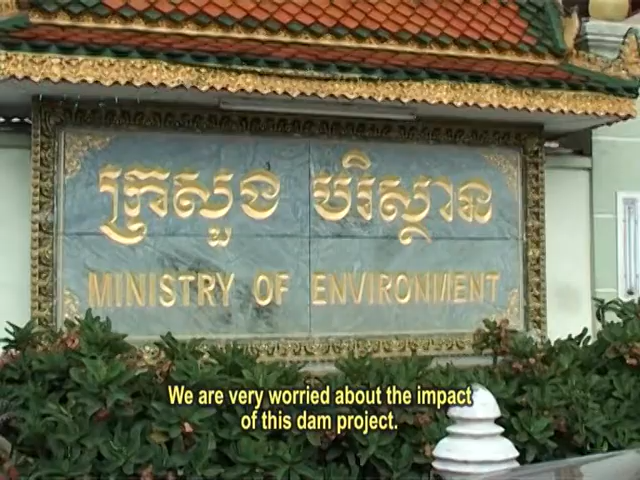 ក្រសួង បរិស្ថាន
MINISTRY OF ENVIRONMENT
We are very worried about the impact
of this dam project.